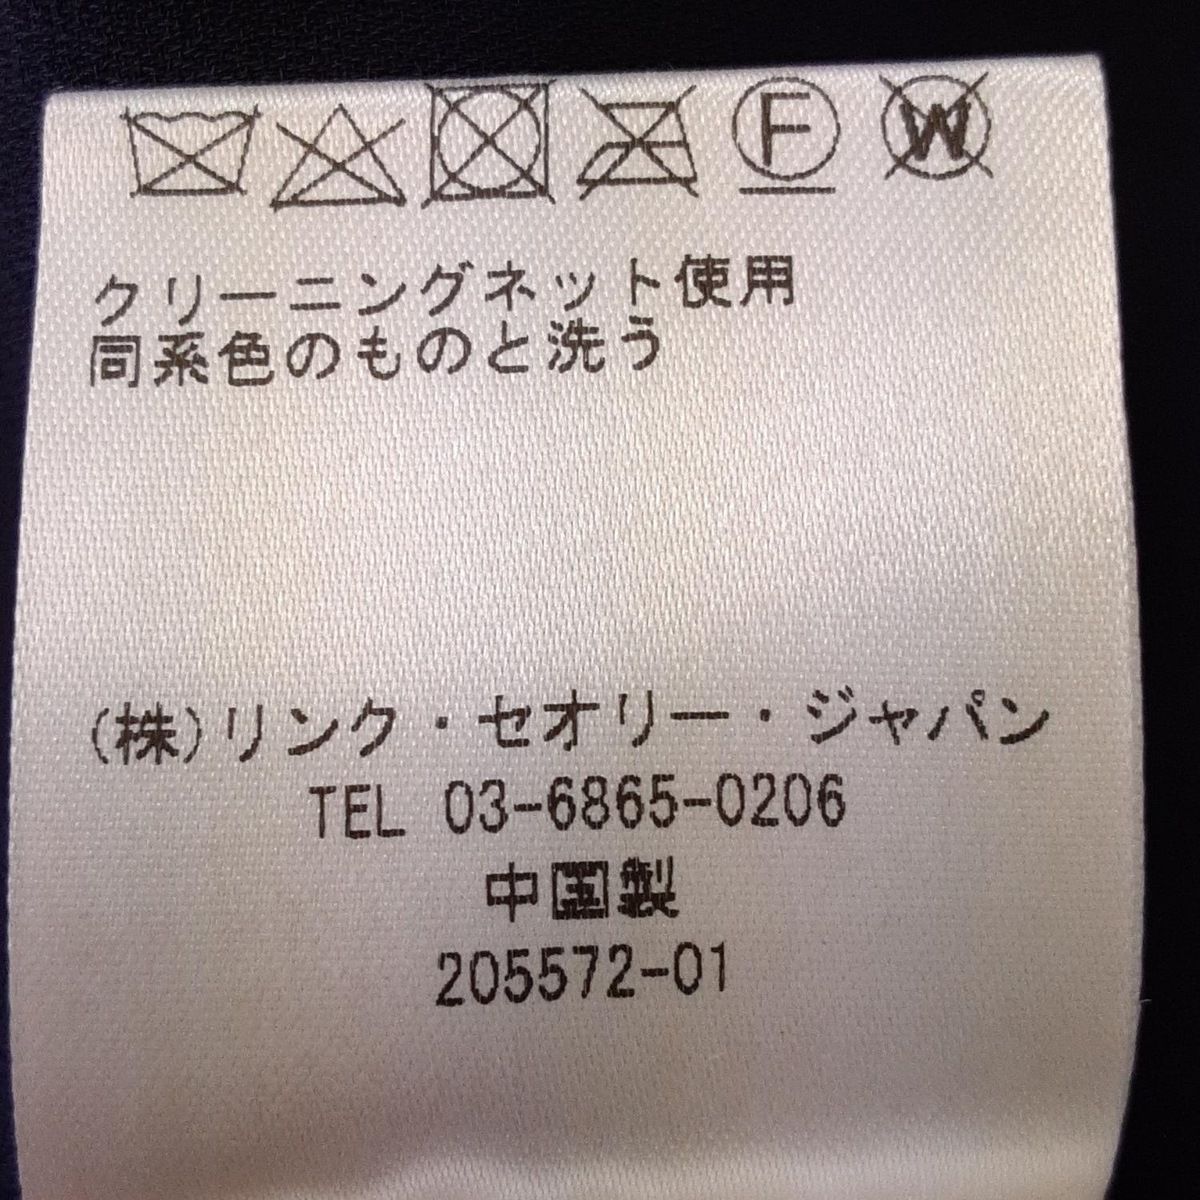 F W
クリーニングネット使用
同系色のものと洗う
(株)リンク・セオリー・ジャパン
TEL 03-6865-0206
中国製
205572-01